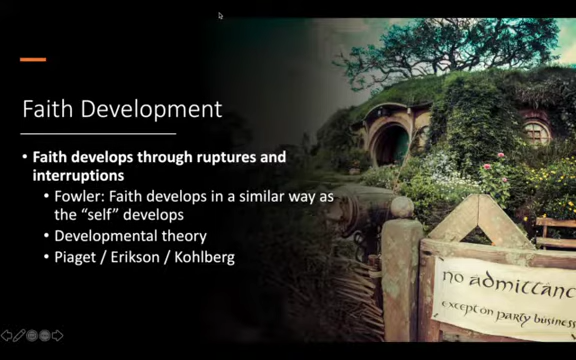 Faith Development
• Faith develops through ruptures and
interruptions
• Fowler: Faith develops in a similar way as
the “self” develops
• Developmental theory
• Piaget / Erikson / Kohlberg
no admittance
except on party business